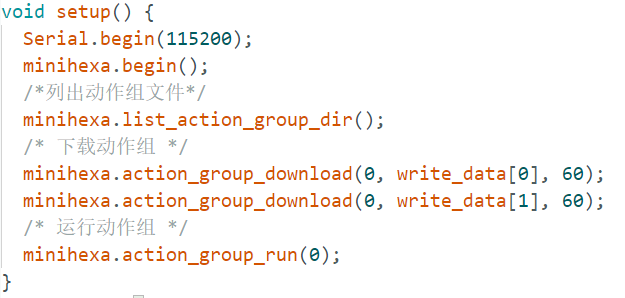 void setup() {
  Serial.begin(115200);
  minihexa.begin();
  /*列出动作组文件*/
  minihexa.list_action_group_dir();
  /* 下载动作组 */
  minihexa.action_group_download(0, write_data[0], 60);
  minihexa.action_group_download(0, write_data[1], 60);
  /* 运行动作组 */
  minihexa.action_group_run(0);
}